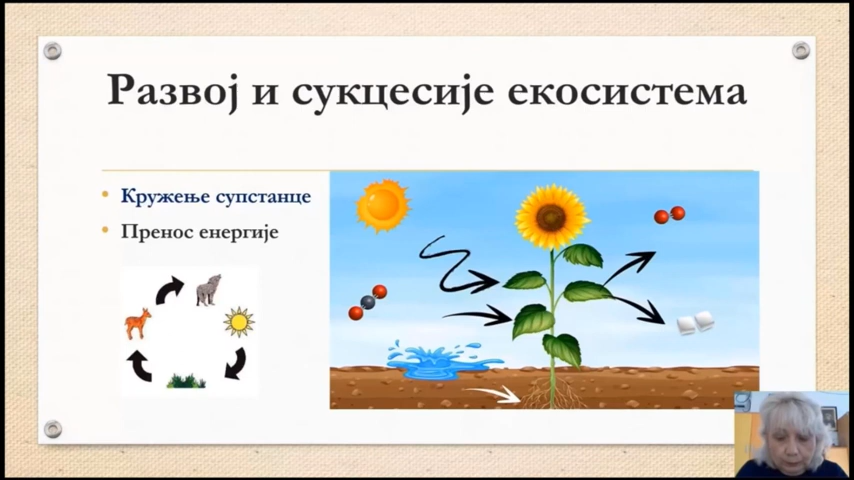 Развој и сукцесије екосистема
Кружење супстанце
Пренос енергије